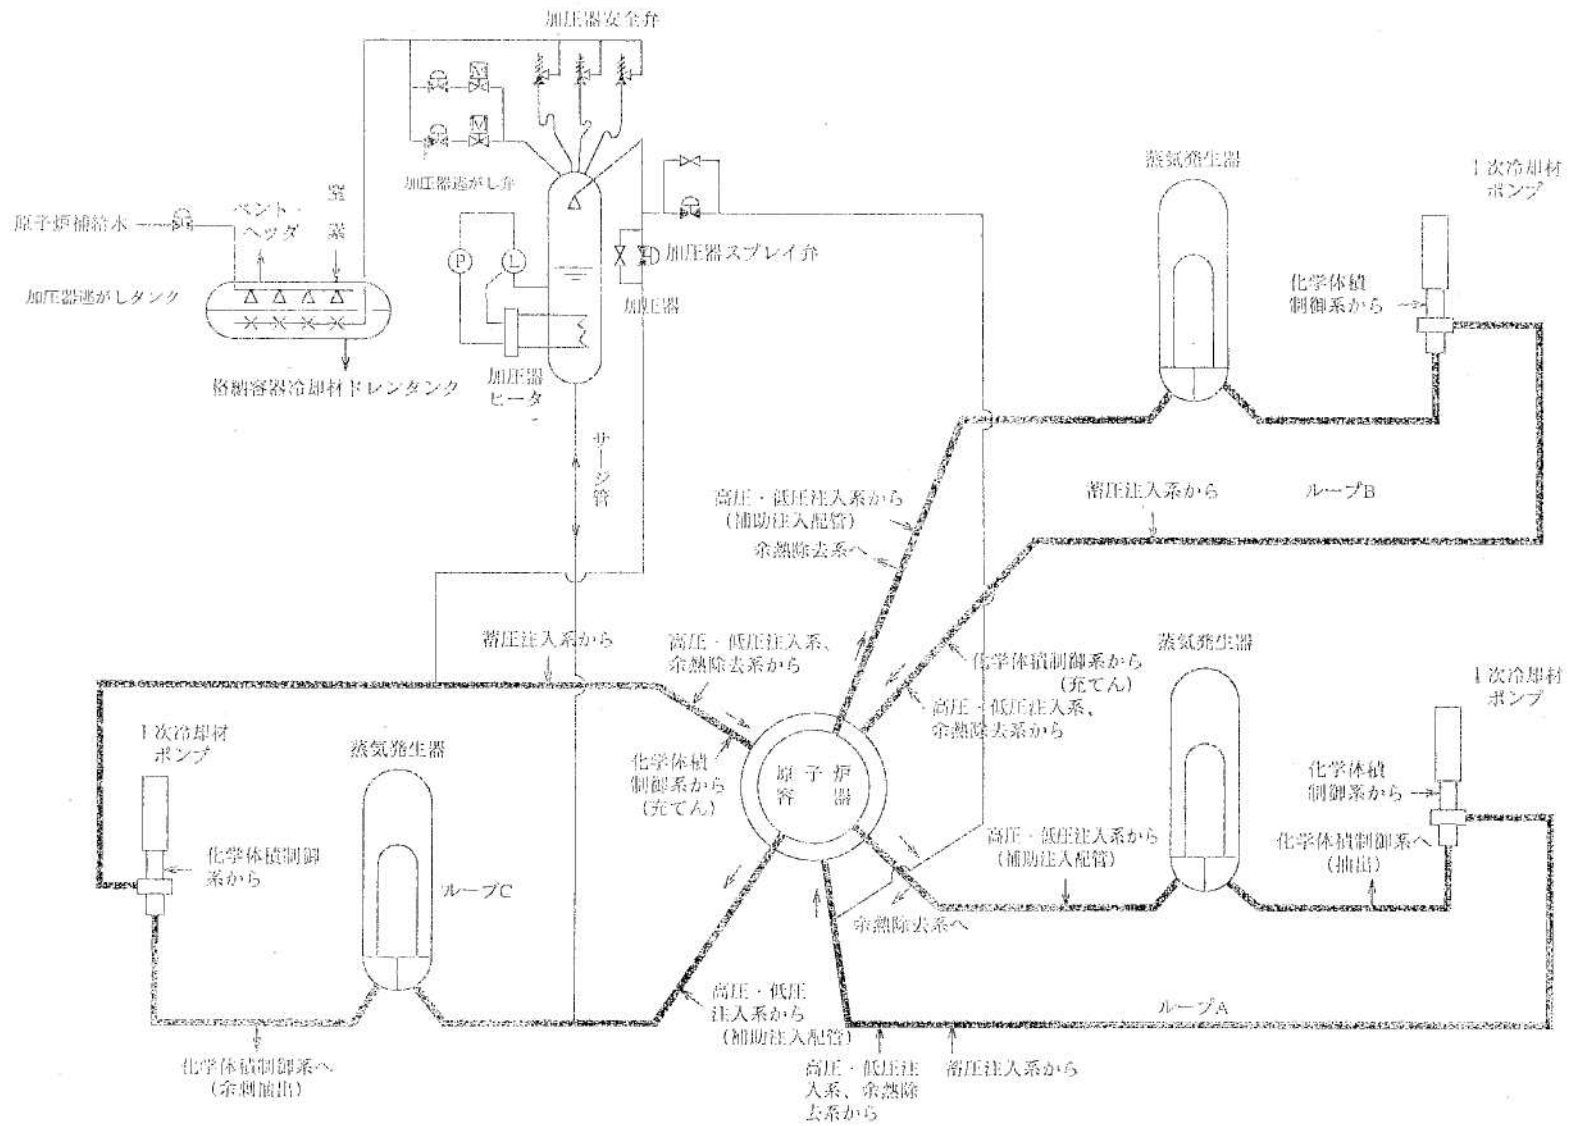 加圧器安全弁
加圧器逃がし弁
窒
素
ベント・
ヘッダ
原子炉補給水
加圧器逃がしタンク
格納容器冷却材ドレンタンク
P
L
M
M
加圧器スプレイ弁
加圧器
加圧器
ヒータ
サージ管
蒸気発生器
1次冷却材
ポンプ
化学体積
制御系から
高圧・低圧注入系から
(補助注入配管)
余熱除去系へ
蓄圧注入系から
ループB
蓄圧注入系から
高圧・低圧注入系、
余熱除去系から
化学体積制御系から
(充てん)
高圧・低圧注入系、
余熱除去系から
蒸気発生器
1次冷却材
ポンプ
1次冷却材
ポンプ
蒸気発生器
化学体積
制御系から
(充てん)
原子炉
容器
化学体積
制御系から
高圧・低圧注入系から
(補助注入配管)
化学体積制御系へ
(抽出)
化学体積制御
系から
ループC
余熱除去系へ
高圧・低圧
注入系から
(補助注入配管)
ループA
化学体積制御系へ
(余剰抽出)
高圧・低圧注
入系、余熱除
去系から
蓄圧注入系から